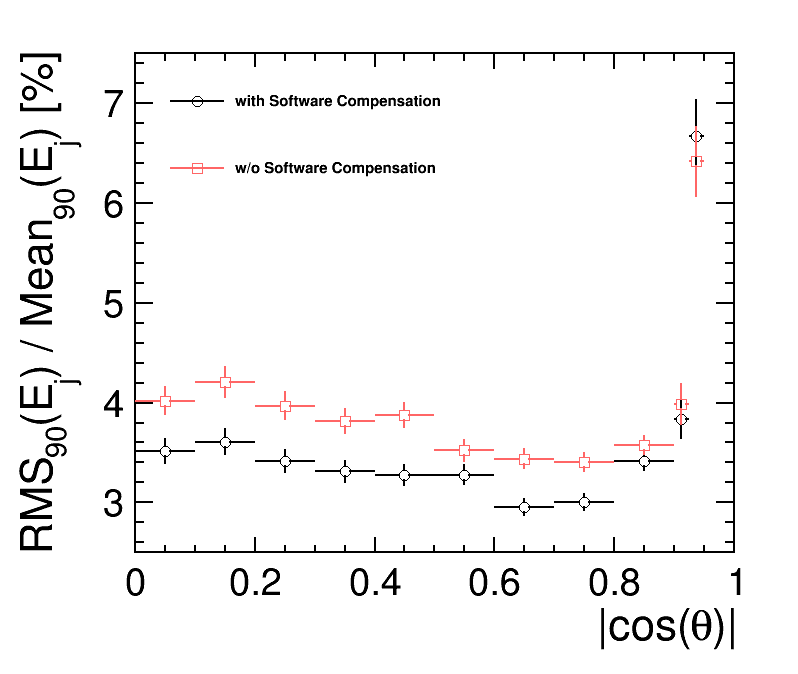 RMS90(Ej) / Mean90(Ej) [%]
7
6
5
4
3
with Software Compensation
w/o Software Compensation
0 0.2 0.4 0.6 0.8 1
|cos(θ)|